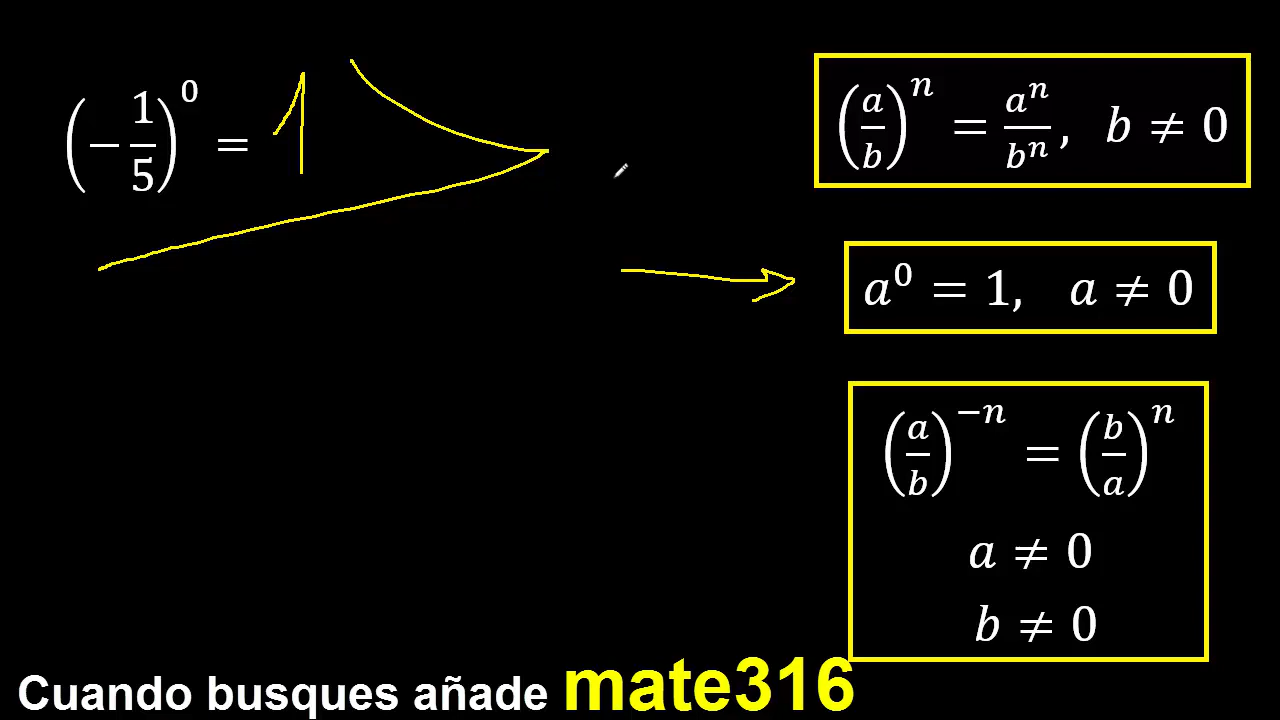 (-1/5)^0 = 1
(a/b)^n = a^n/b^n, b ≠ 0
a^0 = 1, a ≠ 0
(a/b)^-n = (b/a)^n
a ≠ 0
b ≠ 0
Cuando busques añade mate316